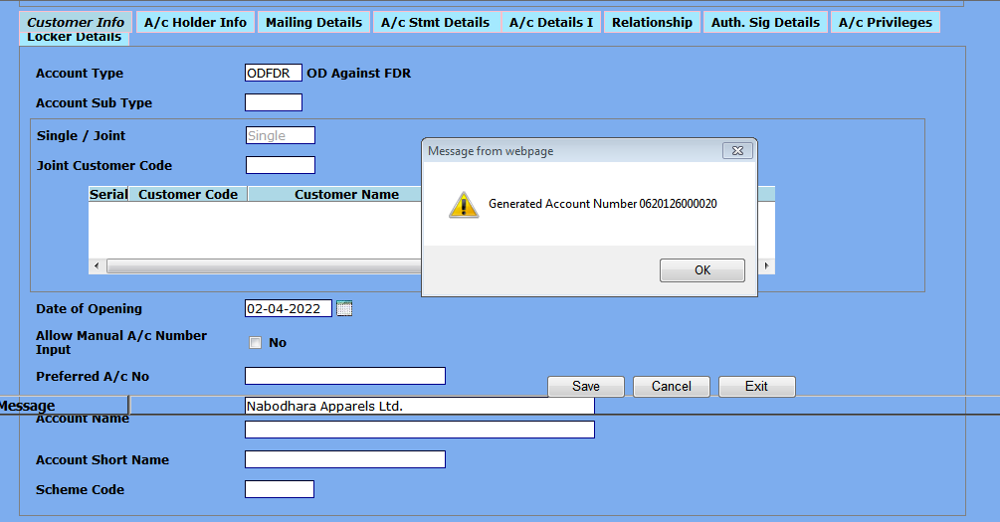 Customer Info A/c Holder Info Mailing Details A/c Stmt Details A/c Details I Relationship Auth. Sig Details A/c Privileges
Locker Details
Account Type ODFDR OD Against FDR
Account Sub Type
Single / Joint Single
Joint Customer Code
Serial Customer Code Customer Name
Message from webpage
Generated Account Number 0620126000020
OK
Date of Opening 02-04-2022
Allow Manual A/c Number
Input
No
Preferred A/c No
Save Cancel Exit
Message
Nabodhara Apparels Ltd.
Account Name
Account Short Name
Scheme Code